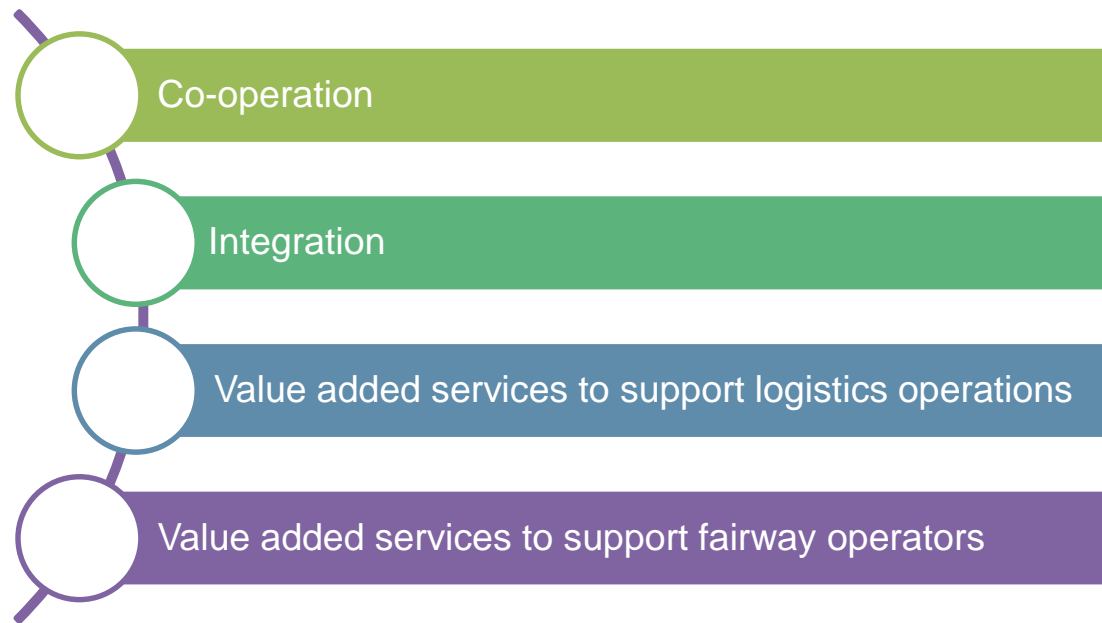 Co-operation
Integration
Value added services to support logistics operations
Value added services to support fairway operators